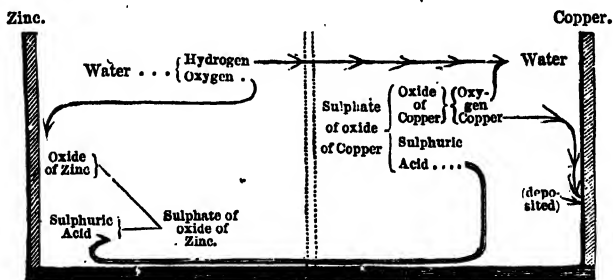 Zinc.
Copper.
Water . . . { Hydrogen
Oxygen .
Water
Sulphate
of oxide
of Copper
Oxide
of
Copper
Oxy-
gen
Copper
Sulphuric
Acid ....
(depo-
sited)
Oxide
of Zinc
Sulphuric
Acid
Sulphate of
oxide of
Zinc.